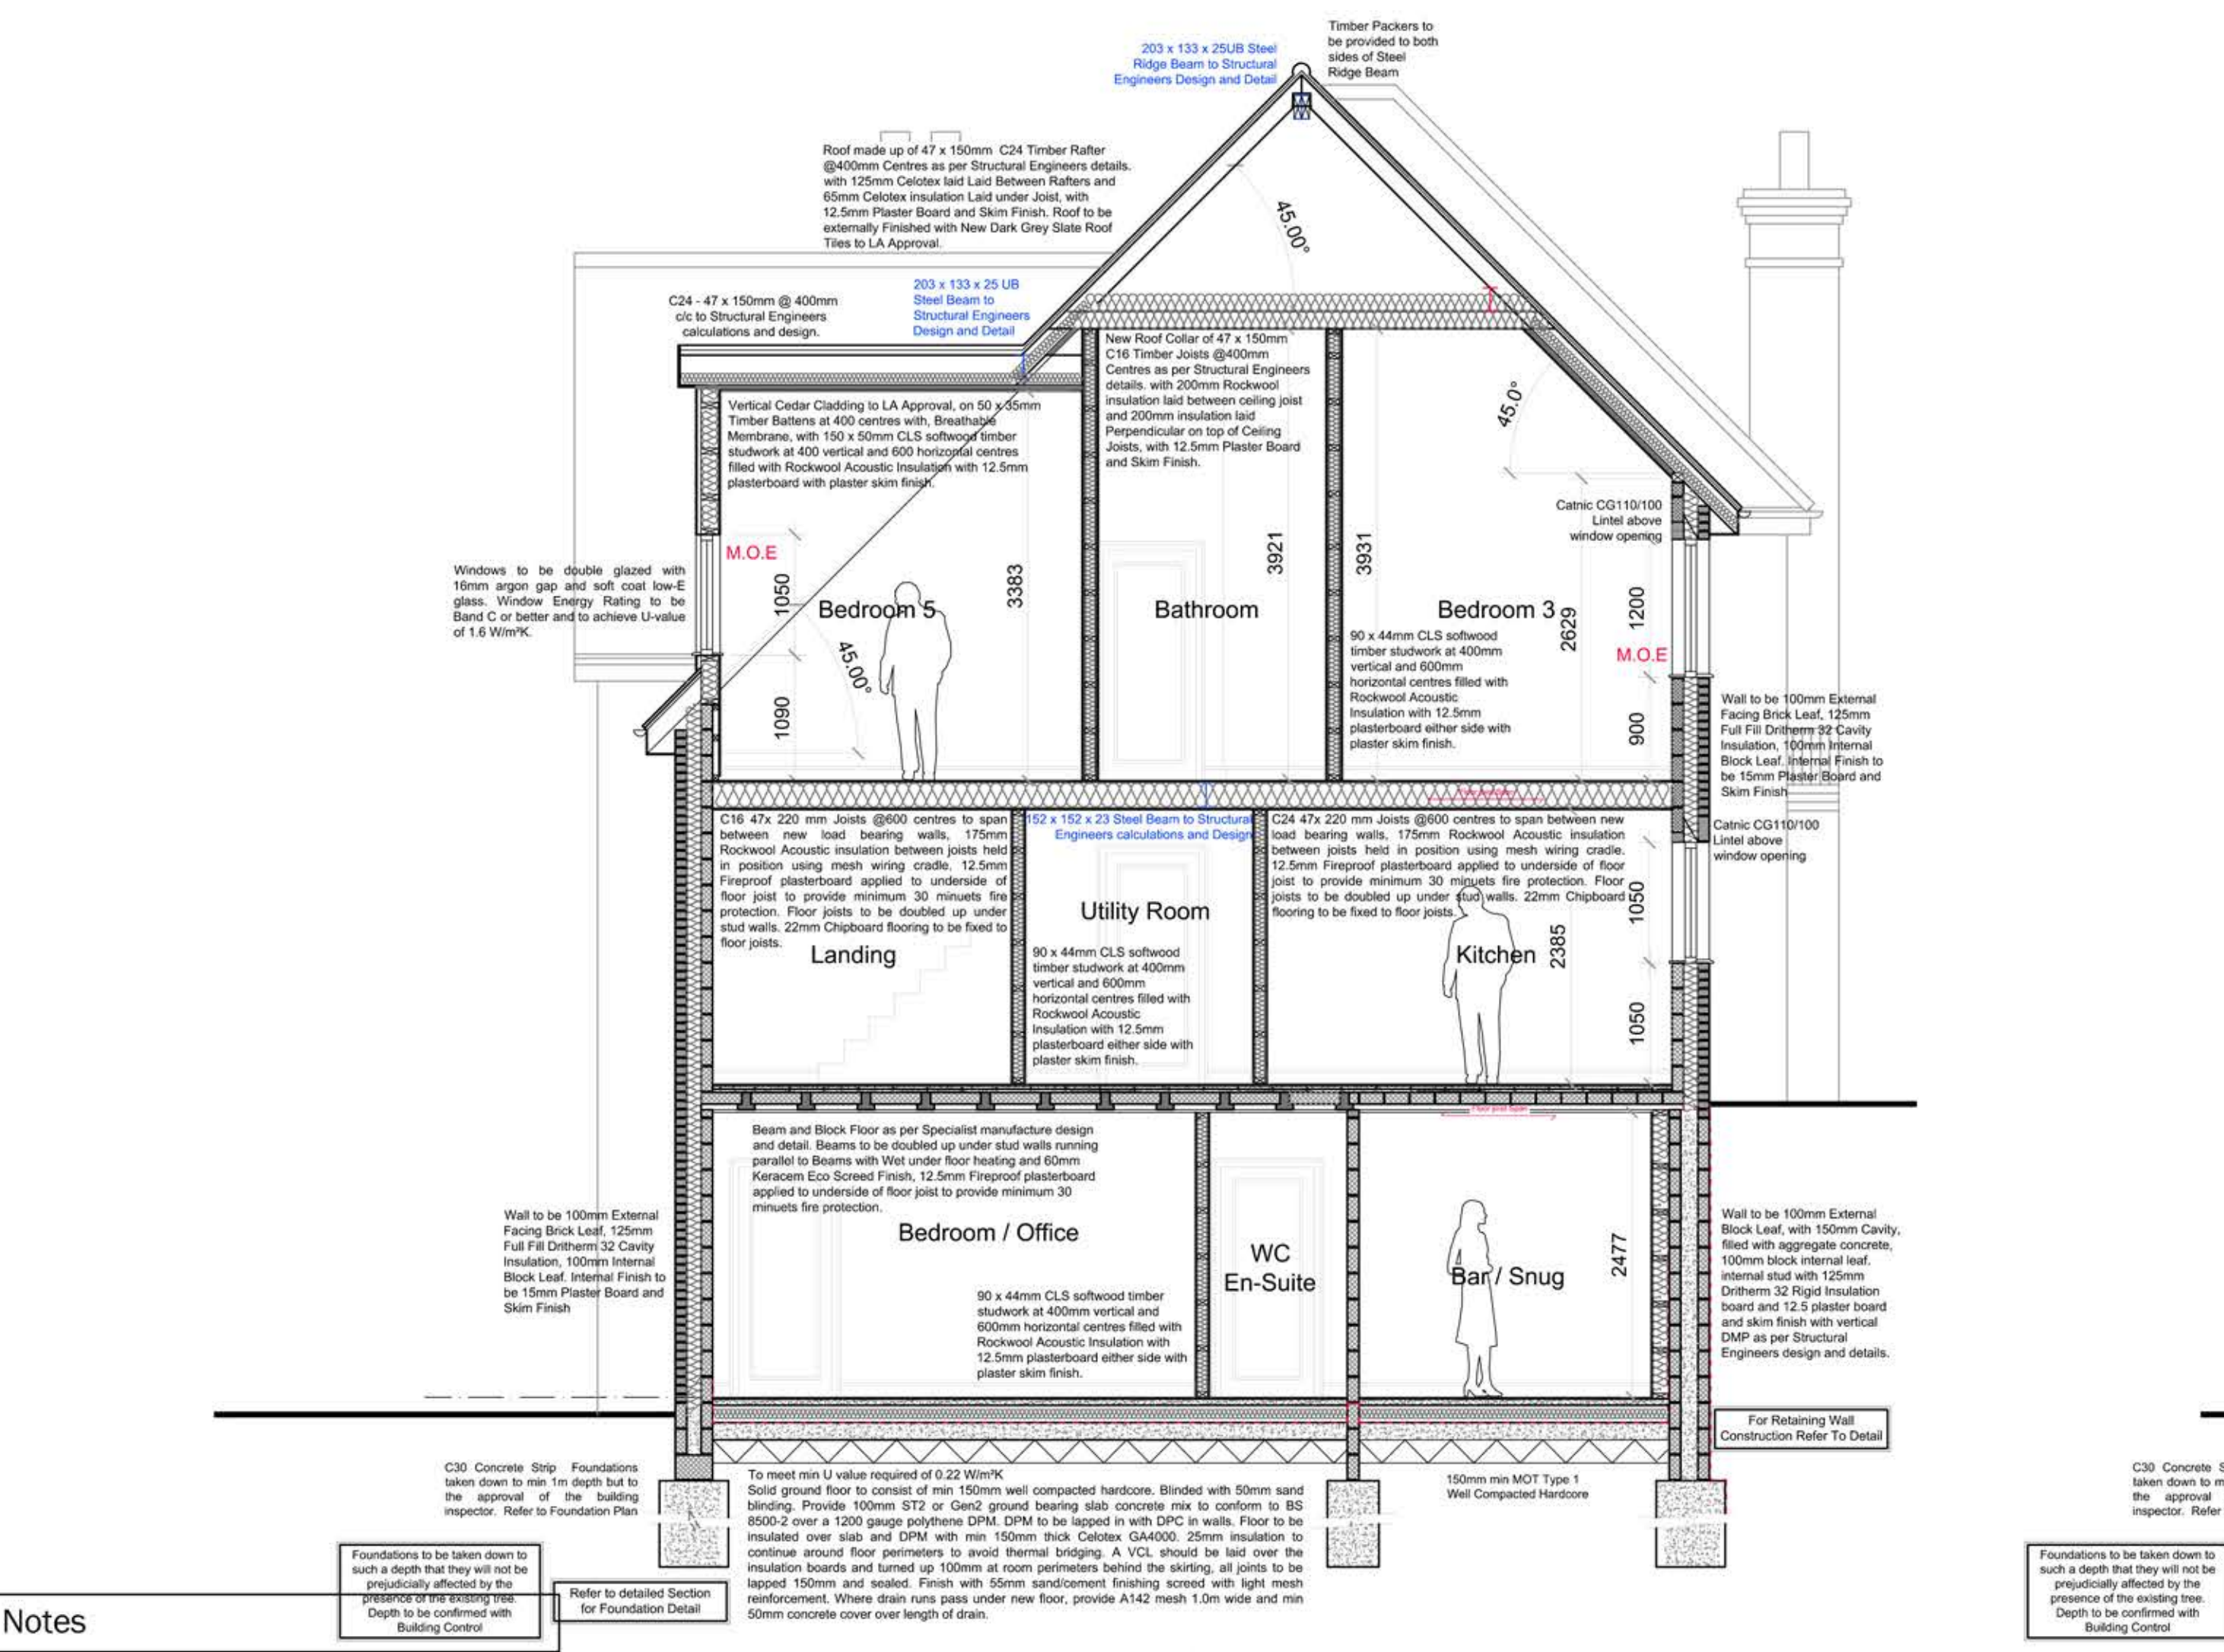 Timber Packers to
be provided to both
sides of Steel
Ridge Beam
203 x 133 x 25UB Steel
Ridge Beam to Structural
Engineers Design and Detail
Roof made up of 47 x 150mm C24 Timber Rafter
@400mm Centres as per Structural Engineers details.
with 125mm Celotex laid Laid Between Rafters and
65mm Celotex insulation Laid under Joist, with
12.5mm Plaster Board and Skim Finish. Roof to be
externally Finished with New Dark Grey Slate Roof
Tiles to LA Approval.
45.00°
203 x 133 x 25 UB
Steel Beam to
Structural Engineers
Design and Detail
C24 - 47 x 150mm @ 400mm
c/c to Structural Engineers
calculations and design.
New Roof Collar of 47 x 150mm
C16 Timber Joists @400mm
Centres as per Structural Engineers
details. with 200mm Rockwool
insulation laid between ceiling joist
and 200mm insulation laid
Perpendicular on top of Ceiling
Joists, with 12.5mm Plaster Board
and Skim Finish.
Vertical Cedar Cladding to LA Approval, on 50 x 35mm
Timber Battens at 400 centres with, Breathable
Membrane, with 150 x 50mm CLS softwood timber
studwork at 400 vertical and 600 horizontal centres
filled with Rockwool Acoustic Insulation with 12.5mm
plasterboard with plaster skim finish.
45.0°
Catnic CG110/100
Lintel above
window opening
M.O.E
Windows to be double glazed with
16mm argon gap and soft coat low-E
glass. Window Energy Rating to be
Band C or better and to achieve U-value
of 1.6 W/m²K.
1050
Bedroom 5
3383
Bathroom
3921
3931
Bedroom 3
2629
1200
M.O.E
45.00°
1090
90 x 44mm CLS softwood
timber studwork at 400mm
vertical and 600mm
horizontal centres filled with
Rockwool Acoustic
Insulation with 12.5mm
plasterboard either side with
plaster skim finish.
900
Wall to be 100mm External
Facing Brick Leaf, 125mm
Full Fill Dritherm 32 Cavity
Insulation, 100mm Internal
Block Leaf. Internal Finish to
be 15mm Plaster Board and
Skim Finish
Floor joist Span
C16 47x 220 mm Joists @600 centres to span
between new load bearing walls, 175mm
Rockwool Acoustic insulation between joists held
in position using mesh wiring cradle. 12.5mm
Fireproof plasterboard applied to underside of
floor joist to provide minimum 30 minuets fire
protection. Floor joists to be doubled up under
stud walls. 22mm Chipboard flooring to be fixed to
floor joists.
152 x 152 x 23 Steel Beam to Structural
Engineers calculations and Design
C24 47x 220 mm Joists @600 centres to span between new
load bearing walls, 175mm Rockwool Acoustic insulation
between joists held in position using mesh wiring cradle.
12.5mm Fireproof plasterboard applied to underside of floor
joist to provide minimum 30 minuets fire protection. Floor
joists to be doubled up under stud walls. 22mm Chipboard
flooring to be fixed to floor joists.
Catnic CG110/100
Lintel above
window opening
Landing
Utility Room
90 x 44mm CLS softwood
timber studwork at 400mm
vertical and 600mm
horizontal centres filled with
Rockwool Acoustic
Insulation with 12.5mm
plasterboard either side with
plaster skim finish.
Kitchen
2385
1050
1050
Floor joist Span
Beam and Block Floor as per Specialist manufacture design
and detail. Beams to be doubled up under stud walls running
parallel to Beams with Wet under floor heating and 60mm
Keracem Eco Screed Finish, 12.5mm Fireproof plasterboard
applied to underside of floor joist to provide minimum 30
minuets fire protection.
Bedroom / Office
WC
En-Suite
Bar / Snug
2477
90 x 44mm CLS softwood timber
studwork at 400mm vertical and
600mm horizontal centres filled with
Rockwool Acoustic Insulation with
12.5mm plasterboard either side with
plaster skim finish.
Wall to be 100mm External
Facing Brick Leaf, 125mm
Full Fill Dritherm 32 Cavity
Insulation, 100mm Internal
Block Leaf. Internal Finish to
be 15mm Plaster Board and
Skim Finish
Wall to be 100mm External
Block Leaf, with 150mm Cavity,
filled with aggregate concrete,
100mm block internal leaf.
internal stud with 125mm
Dritherm 32 Rigid Insulation
board and 12.5 plaster board
and skim finish with vertical
DMP as per Structural
Engineers design and details.
For Retaining Wall
Construction Refer To Detail
C30 Concrete Strip Foundations
taken down to min 1m depth but to
the approval of the building
inspector. Refer to Foundation Plan
To meet min U value required of 0.22 W/m²K
Solid ground floor to consist of min 150mm well compacted hardcore. Blinded with 50mm sand
blinding. Provide 100mm ST2 or Gen2 ground bearing slab concrete mix to conform to BS
8500-2 over a 1200 gauge polythene DPM. DPM to be lapped in with DPC in walls. Floor to be
insulated over slab and DPM with min 150mm thick Celotex GA4000. 25mm insulation to
continue around floor perimeters to avoid thermal bridging. A VCL should be laid over the
insulation boards and turned up 100mm at room perimeters behind the skirting, all joints to be
lapped 150mm and sealed. Finish with 55mm sand/cement finishing screed with light mesh
reinforcement. Where drain runs pass under new floor, provide A142 mesh 1.0m wide and min
50mm concrete cover over length of drain.
150mm min MOT Type 1
Well Compacted Hardcore
Foundations to be taken down to
such a depth that they will not be
prejudicially affected by the
presence of the existing tree.
Depth to be confirmed with
Building Control
Refer to detailed Section
for Foundation Detail
Notes
C30 Concrete S
taken down to m
the approval
inspector. Refer
Foundations to be taken down to
such a depth that they will not be
prejudicially affected by the
presence of the existing tree.
Depth to be confirmed with
Building Control